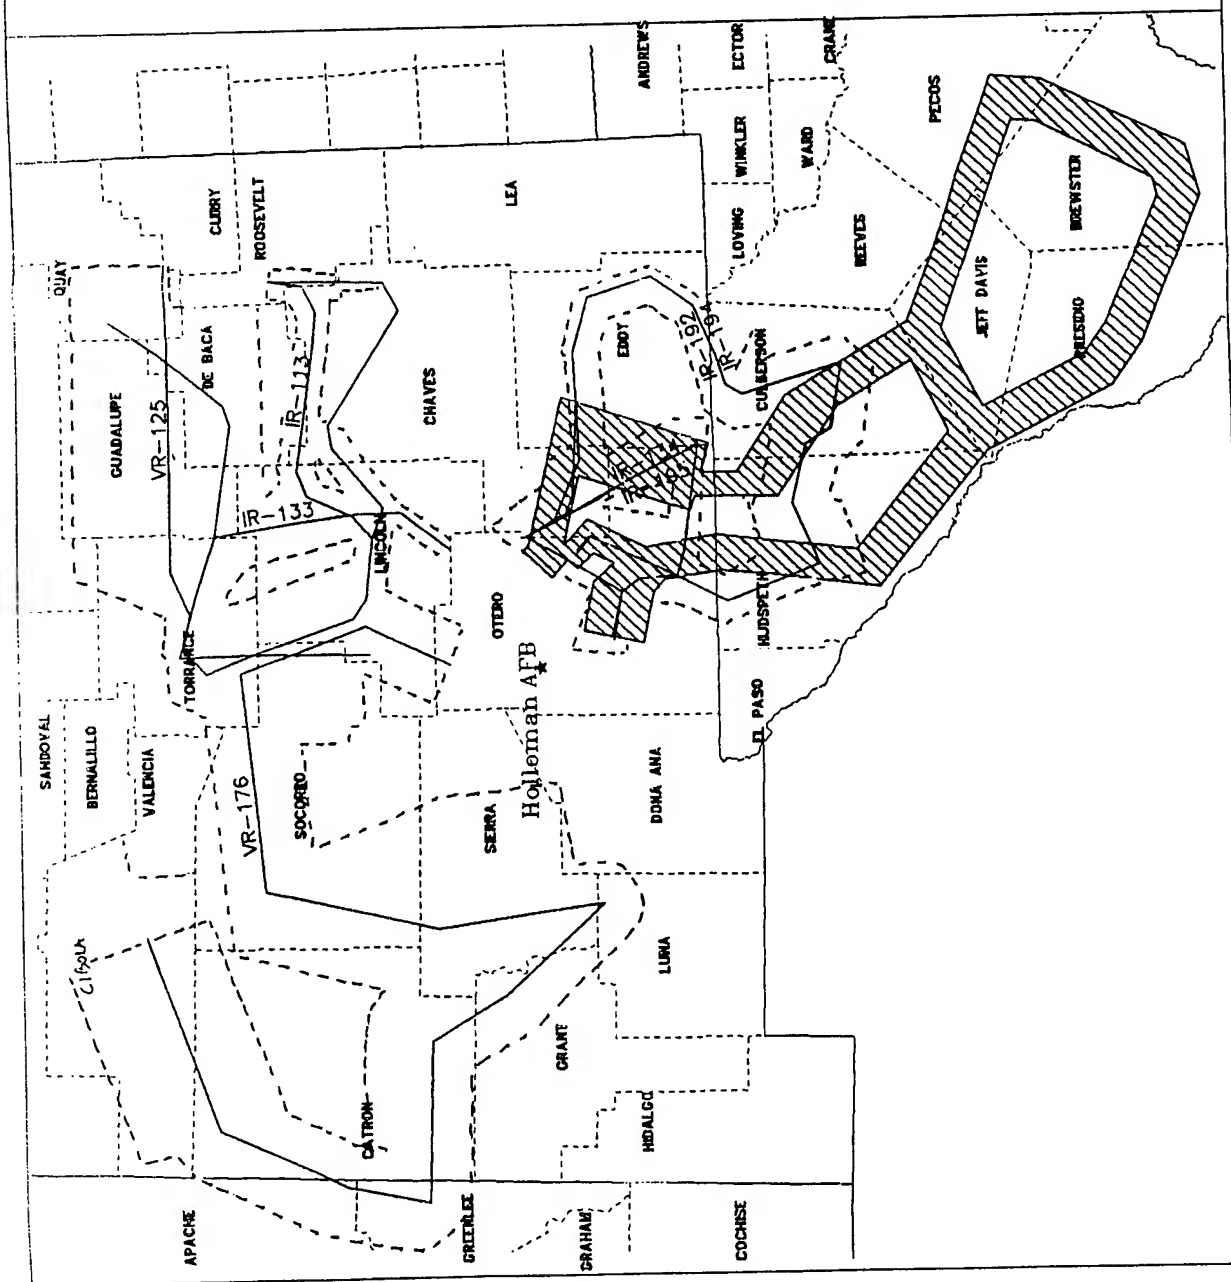 SANDOVAL
BERNALILLO
VALENCIA
CIBOLA
TORRANCE
GUADALUPE
QUAY
CURRY
ROOSEVELT
DE BACA
VR-125
IR-133
IR-113
LINCOLN
CHAVES
LEA
VR-176
SOCORRO
SIERRA
OTERO
Holloman AFB
EDDY
CATRON
GRANT
LUNA
DONA ANA
HIDALGO
APACHE
GREENLEE
GRAHAM
COCHISE
EL PASO
HUDSPETH
CULBERSON
IR-192
IR-194
ANDREWS
ECTOR
CRANE
WINKLER
WARD
LOVING
REEVES
PECOS
JEFF DAVIS
BREWSTER
PRESIDIO